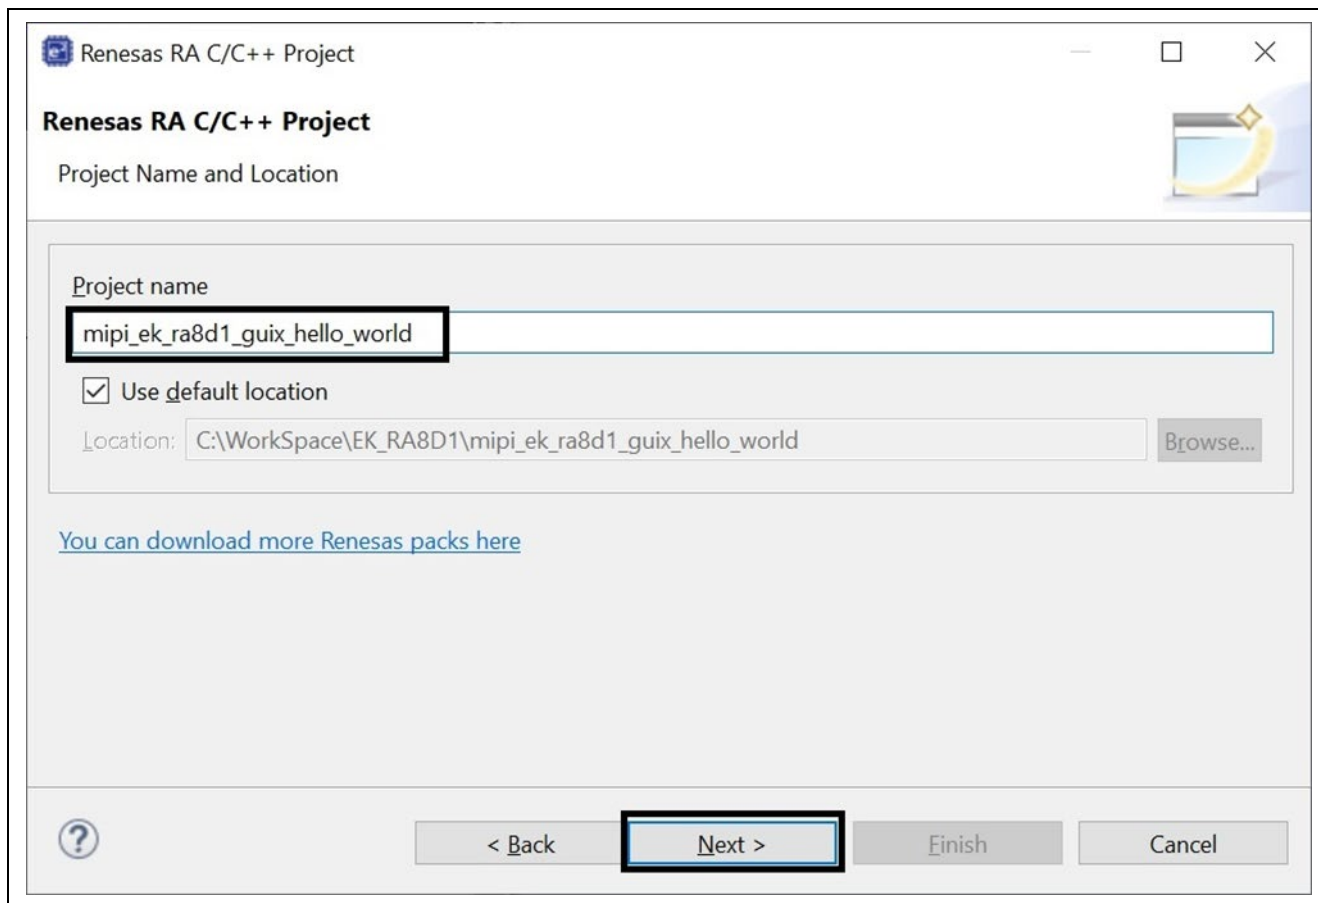 Renesas RA C/C++ Project
Renesas RA C/C++ Project
Project Name and Location
Project name
mipi_ek_ra8d1_guix_hello_world
Use default location
Location: C:\WorkSpace\EK_RA8D1\mipi_ek_ra8d1_guix_hello_world Browse...
You can download more Renesas packs here
? < Back Next > Finish Cancel